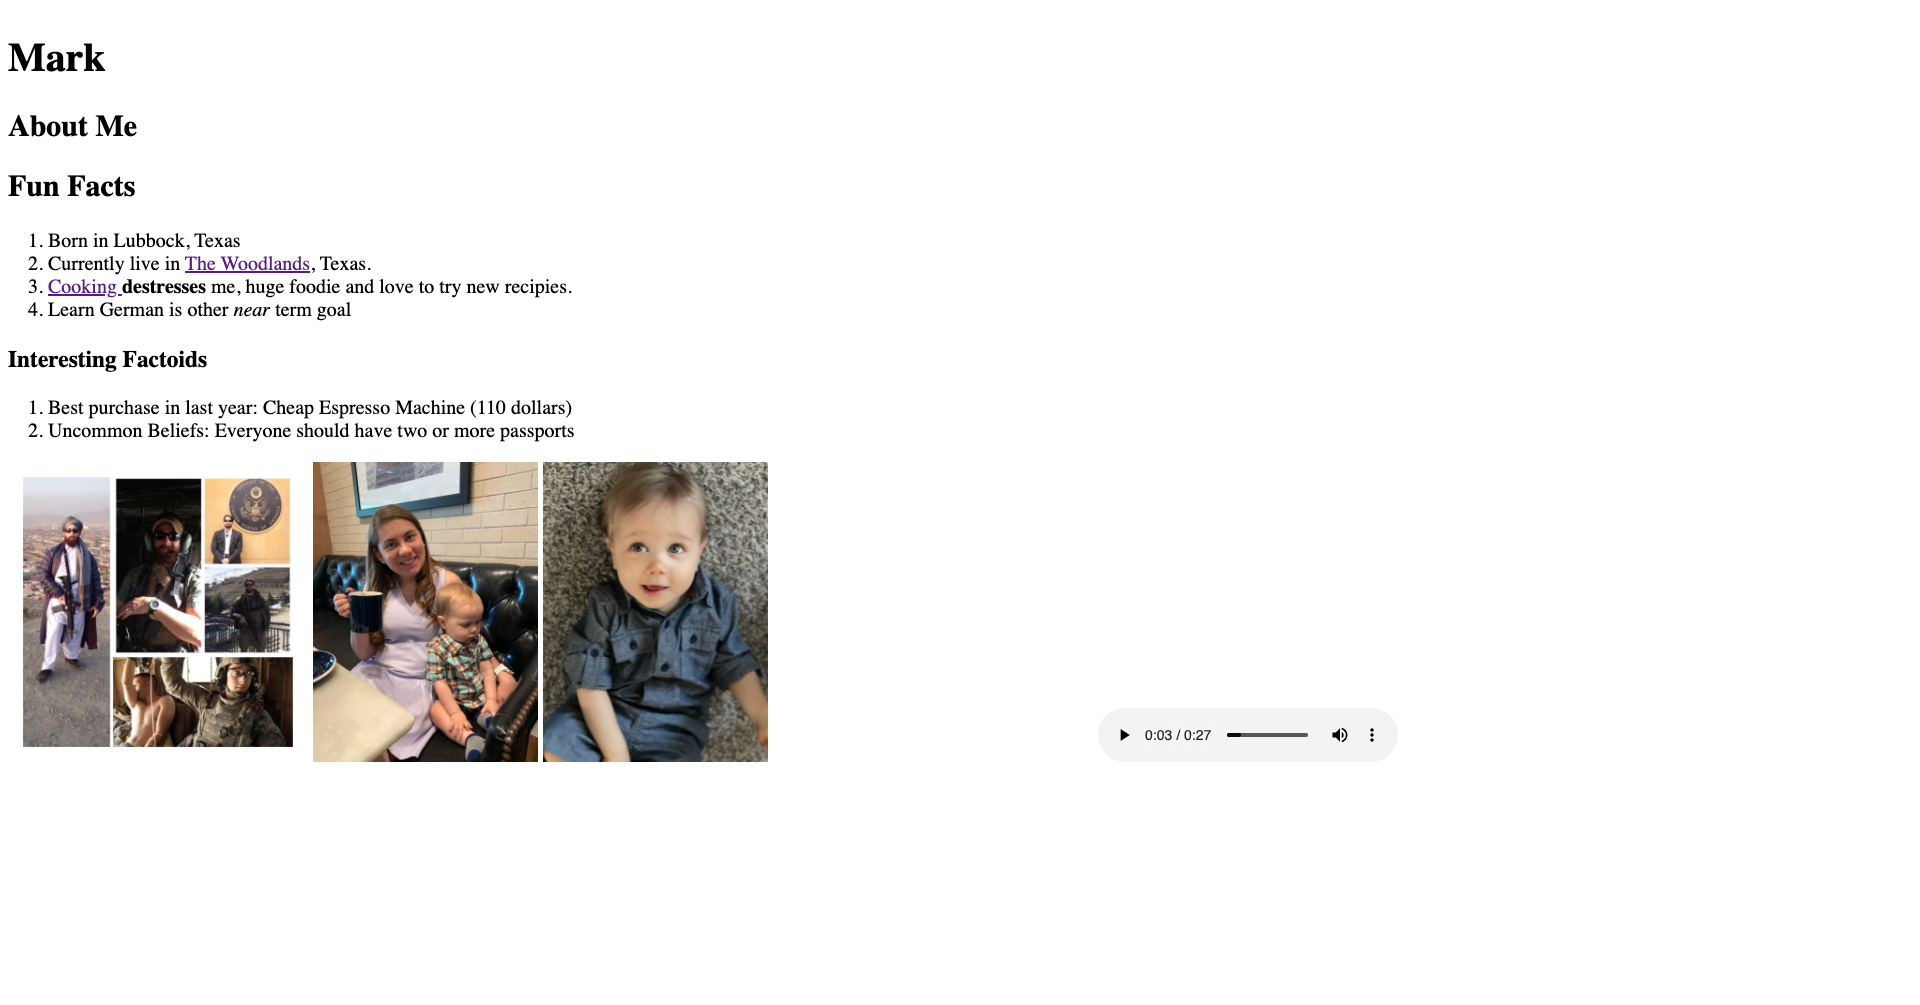 Mark
About Me
Fun Facts
1. Born in Lubbock, Texas
2. Currently live in The Woodlands, Texas.
3. Cooking destresses me, huge foodie and love to try new recipies.
4. Learn German is other near term goal
Interesting Factoids
1. Best purchase in last year: Cheap Espresso Machine (110 dollars)
2. Uncommon Beliefs: Everyone should have two or more passports
0:03 / 0:27